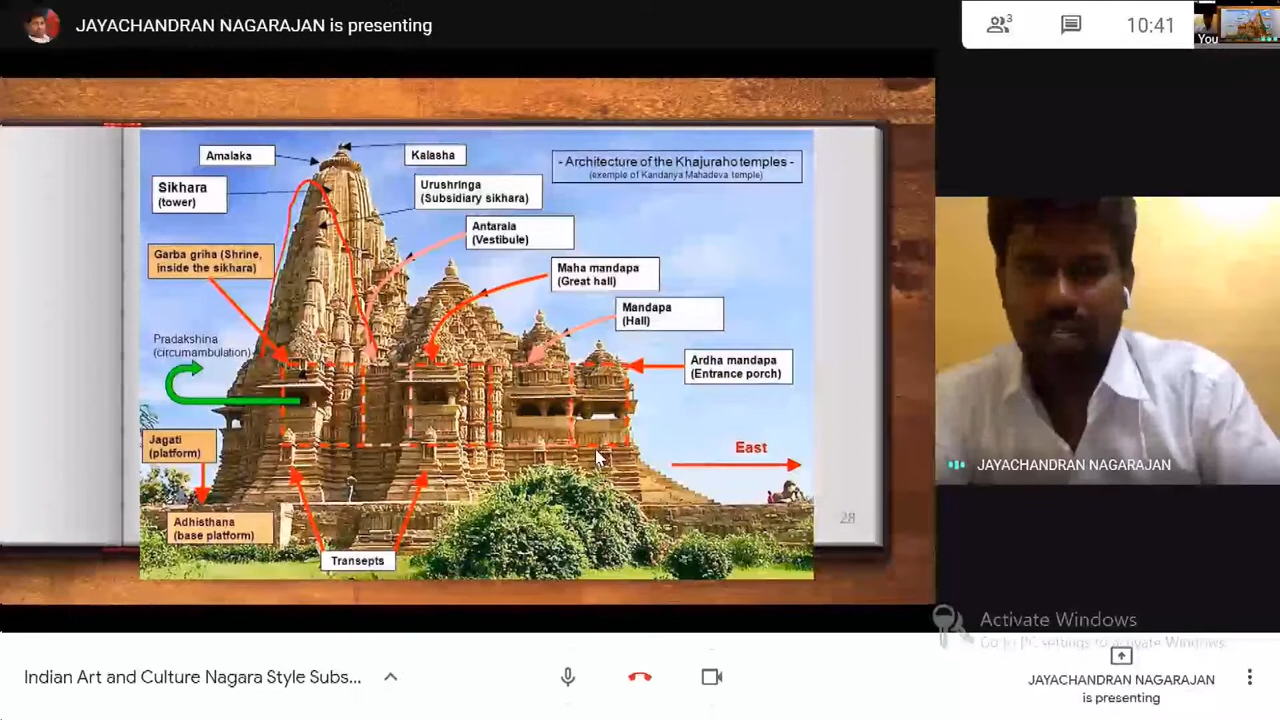 JAYACHANDRAN NAGARAJAN is presenting
3
10:41
You
Amalaka
Kalasha
- Architecture of the Khajuraho temples -
(exemple of Kandariya Mahadeva temple)
Sikhara
(tower)
Urushringa
(Subsidiary sikhara)
Antarala
(Vestibule)
Garba griha (Shrine,
inside the sikhara)
Maha mandapa
(Great hall)
Mandapa
(Hall)
Pradakshina
(circumambulation)
Ardha mandapa
(Entrance porch)
Jagati
(platform)
East
JAYACHANDRAN NAGARAJAN
Adhisthana
(base platform)
28
Transepts
Activate Windows
Go to PC settings to activate Windows.
Indian Art and Culture Nagara Style Subs...
JAYACHANDRAN NAGARAJAN
is presenting